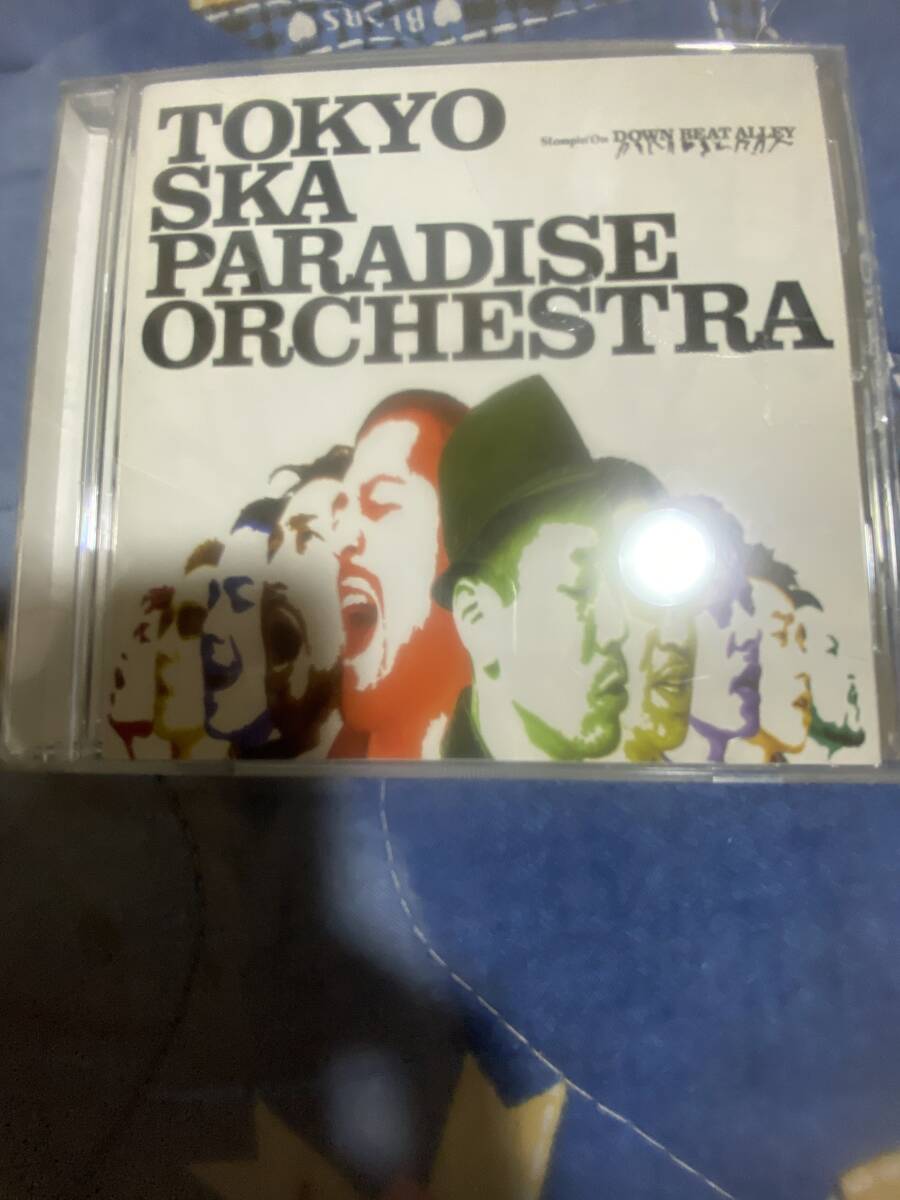 TOKYO
SKA
PARADISE
ORCHESTRA
Stompin' On DOWN BEAT ALLEY